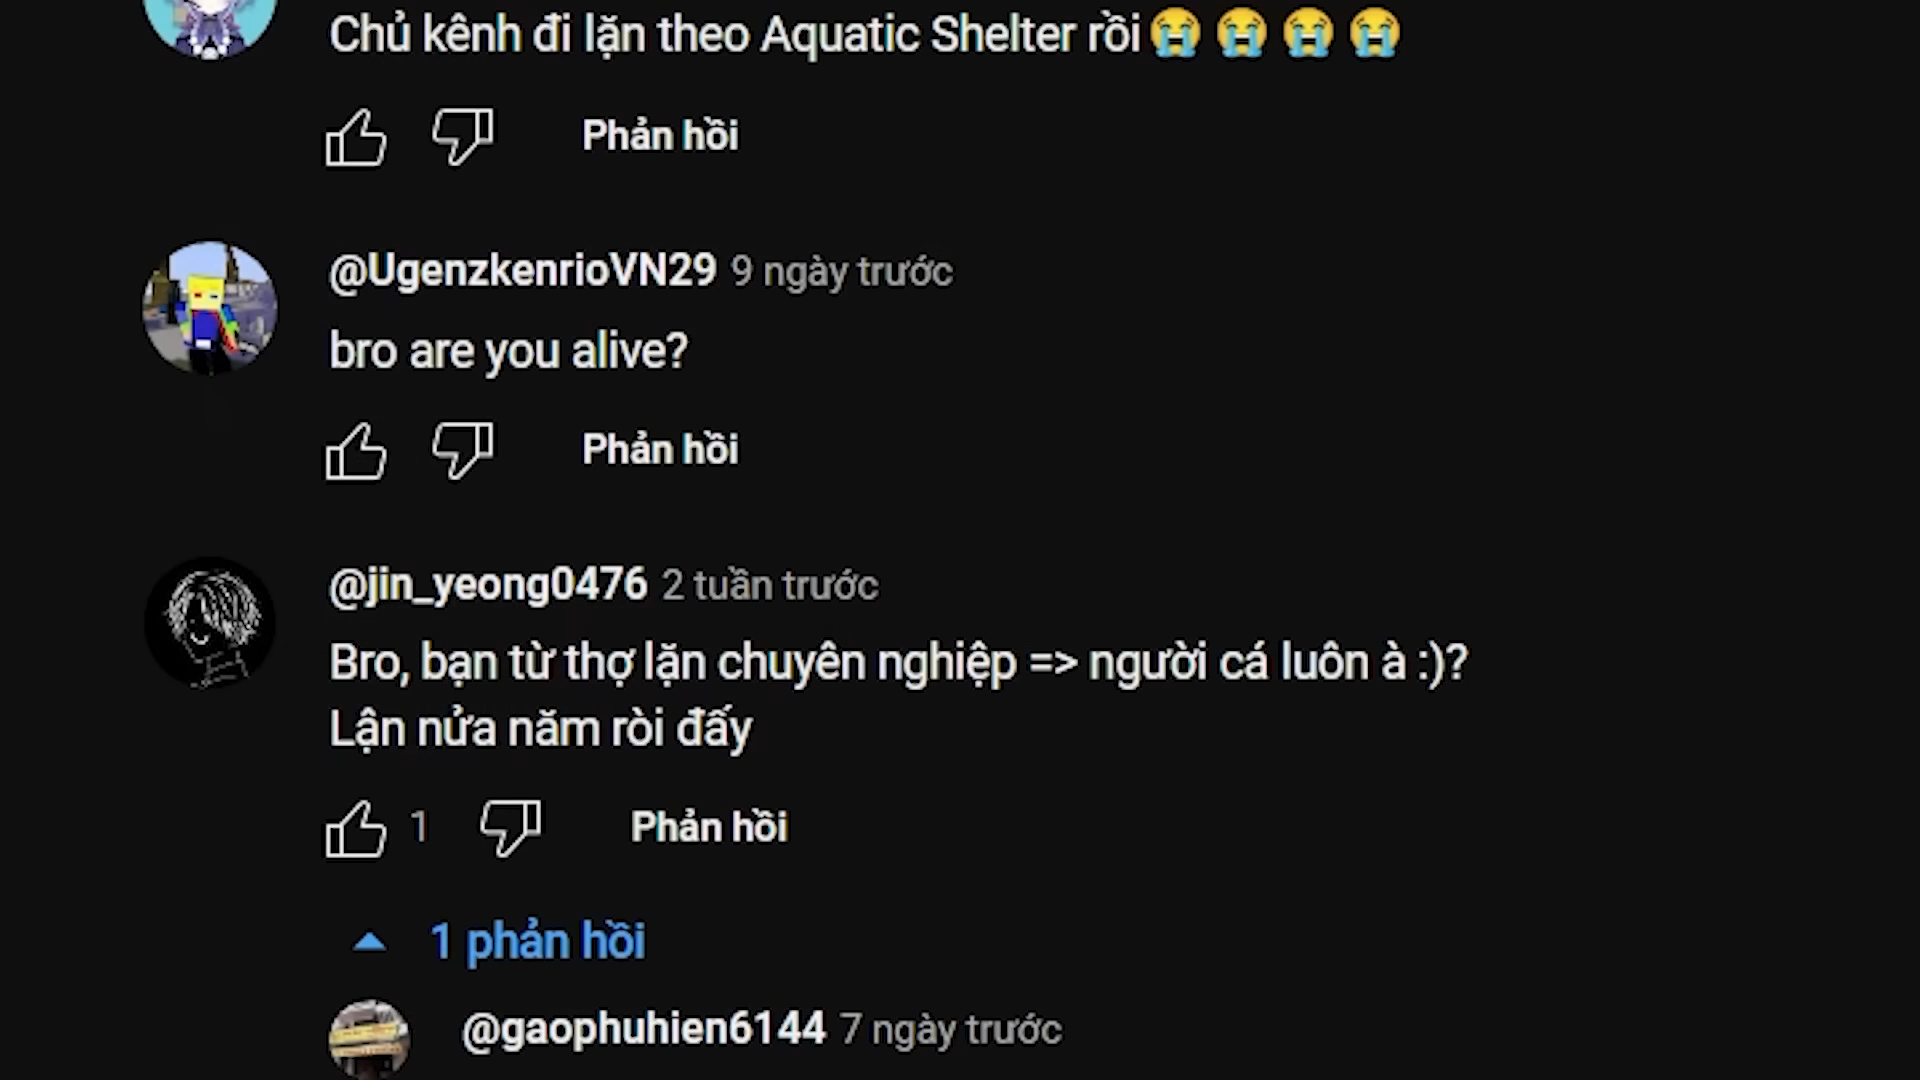 Chủ kênh đi lặn theo Aquatic Shelter rồi😭😭😭😭
Phản hồi
@UgenzkenrioVN29 9 ngày trước
bro are you alive?
Phản hồi
@jin_yeong0476 2 tuần trước
Bro, bạn từ thợ lặn chuyên nghiệp => người cá luôn à :)?
Lận nửa năm ròi đấy
1 Phản hồi
1 phản hồi
@gaophuhien6144 7 ngày trước